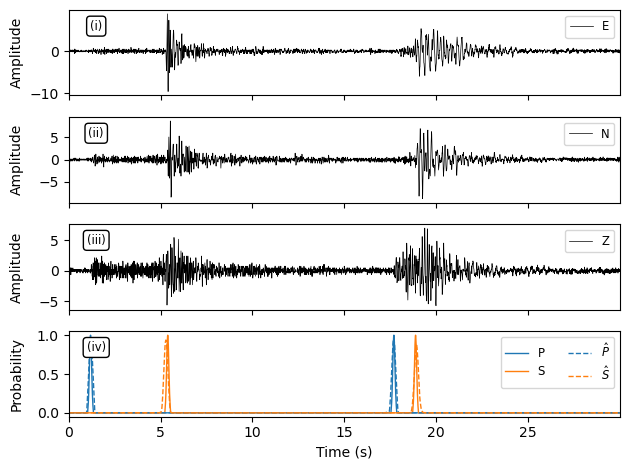 (i)
E
Amplitude
0
−10
(ii)
N
Amplitude
5
0
−5
(iii)
Z
Amplitude
5
0
−5
(iv)
P
S
P̂
Ŝ
Probability
1.0
0.5
0.0
0 5 10 15 20 25
Time (s)